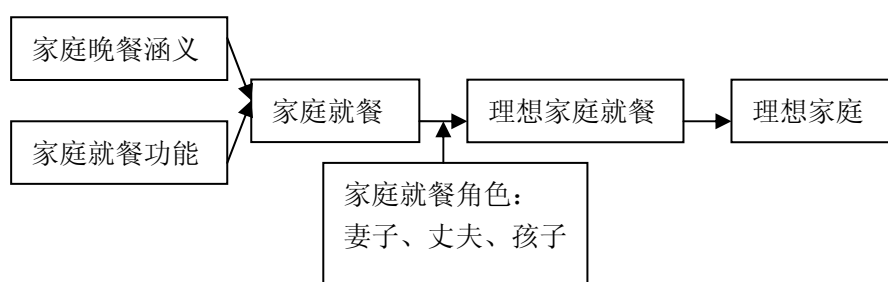 家庭晚餐涵义
家庭就餐
理想家庭就餐
理想家庭
家庭就餐功能
家庭就餐角色：
妻子、丈夫、孩子